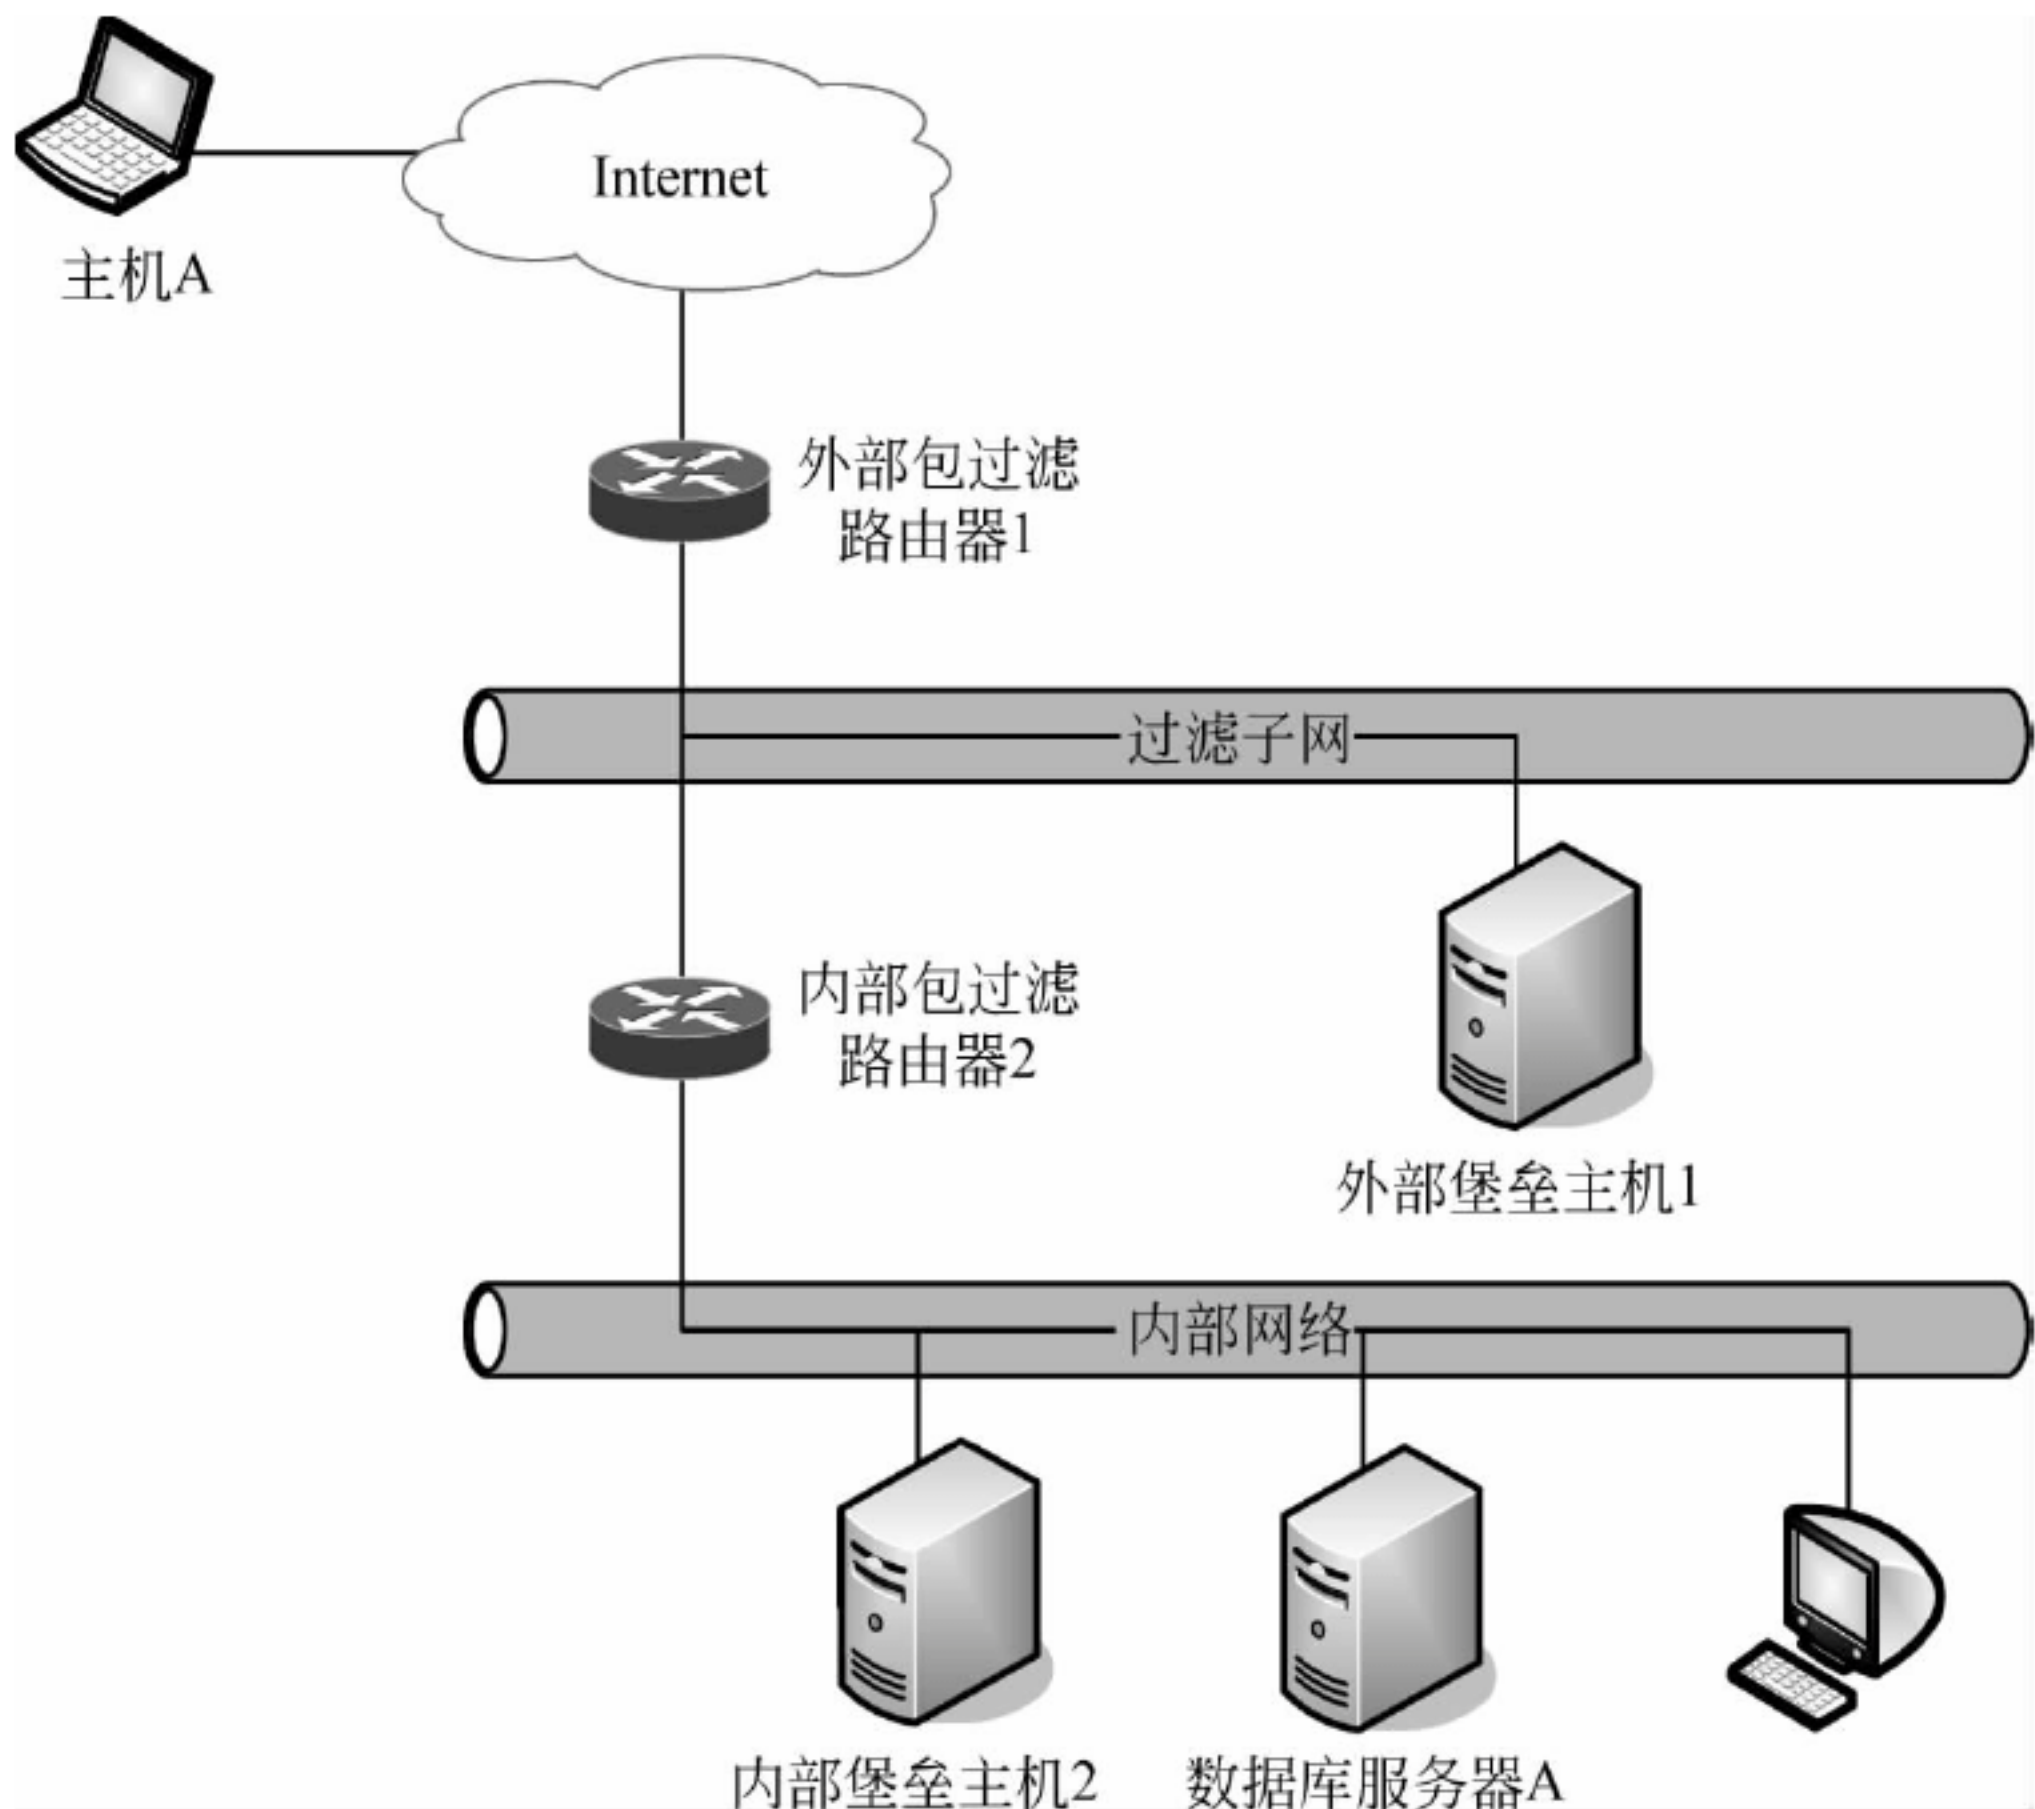 Internet
主机A
外部包过滤
路由器1
过滤子网
内部包过滤
路由器2
外部堡垒主机1
内部网络
内部堡垒主机2
数据库服务器A